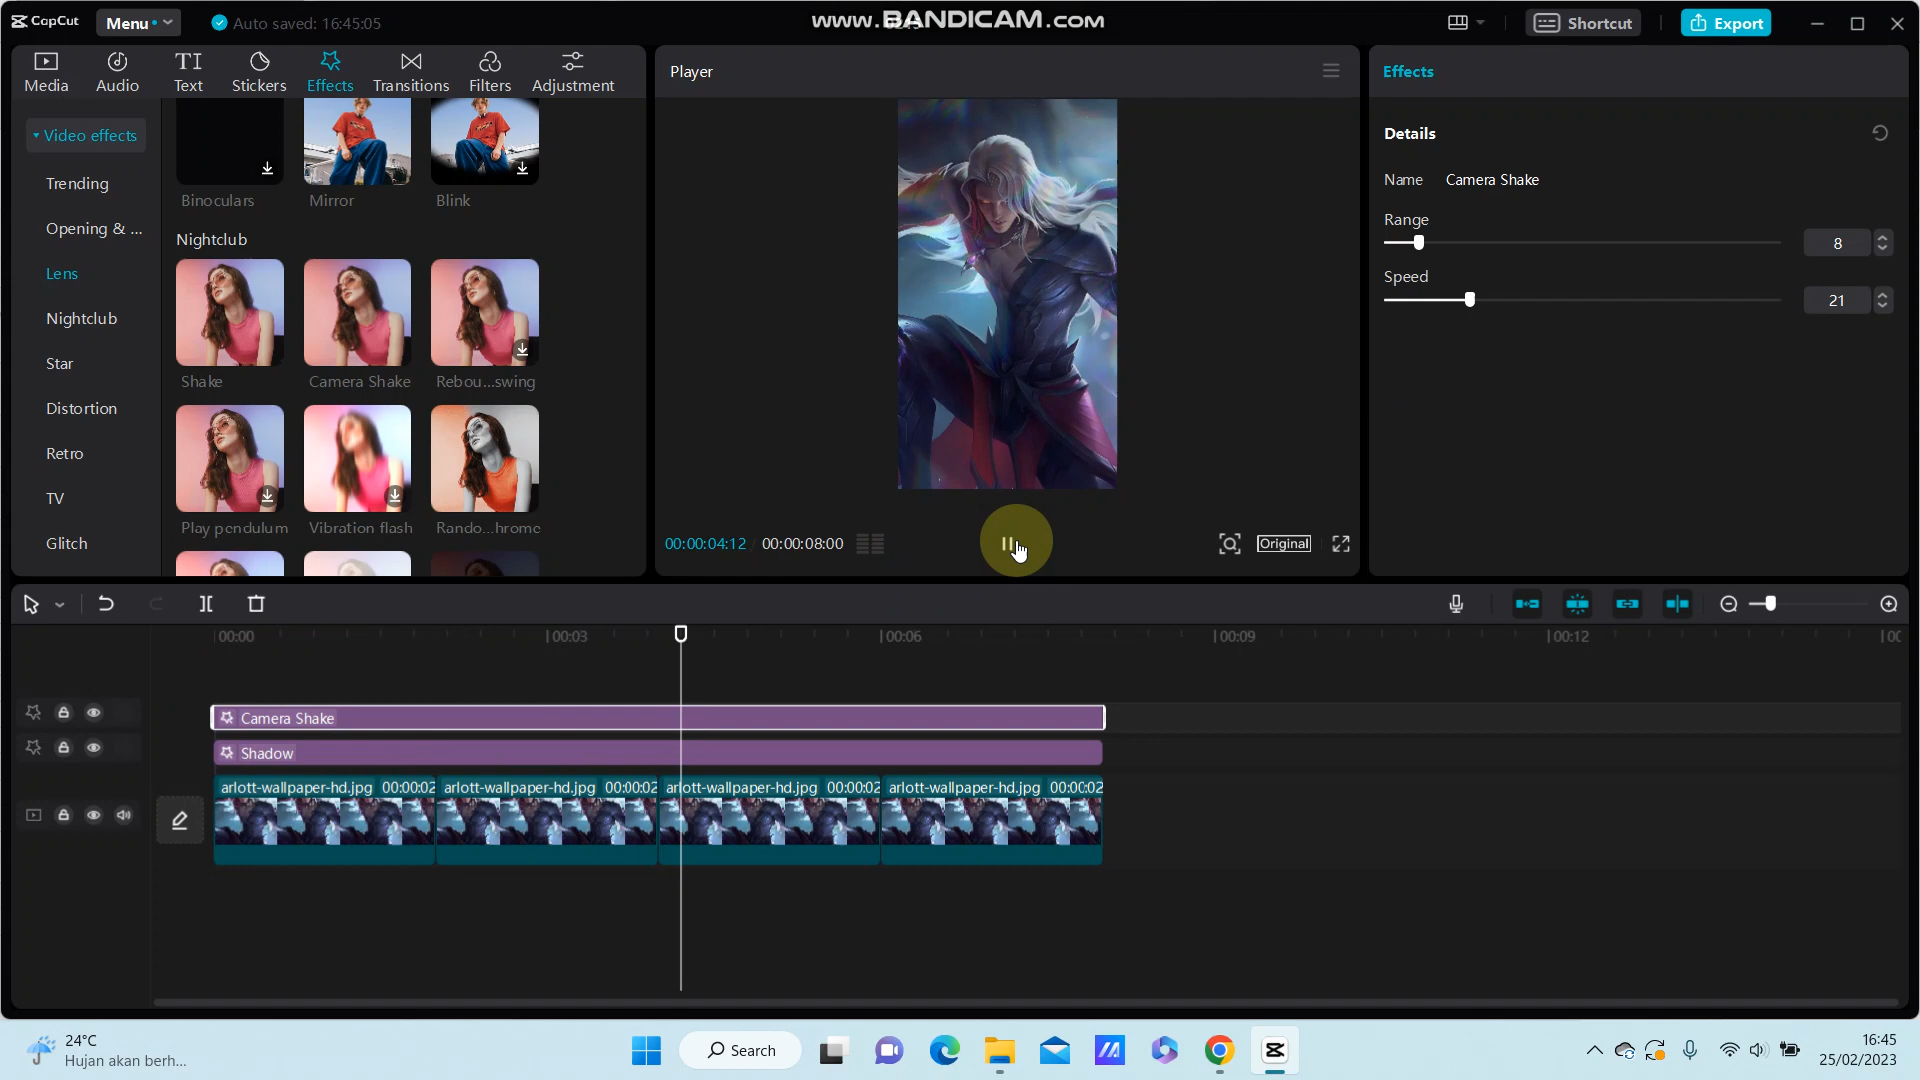 CapCut
Menu
Auto saved: 16:45:05
www.BANDICAM.com
Shortcut
Export
Media
Audio
TI
Text
Stickers
Effects
Transitions
Filters
Adjustment
Player
Effects
Video effects
Trending
Opening & ...
Lens
Nightclub
Star
Distortion
Retro
TV
Glitch
Binoculars
Mirror
Blink
Nightclub
Shake
Camera Shake
Rebou...swing
Play pendulum
Vibration flash
Rando...hrome
00:00:04:12
00:00:08:00
Original
Details
Name
Camera Shake
Range
8
Speed
21
00:00
00:03
00:06
00:09
00:12
Camera Shake
Shadow
arlott-wallpaper-hd.jpg 00:00:02
arlott-wallpaper-hd.jpg 00:00:02
arlott-wallpaper-hd.jpg 00:00:02
arlott-wallpaper-hd.jpg 00:00:02
24°C
Hujan akan berh...
Search
16:45
25/02/2023